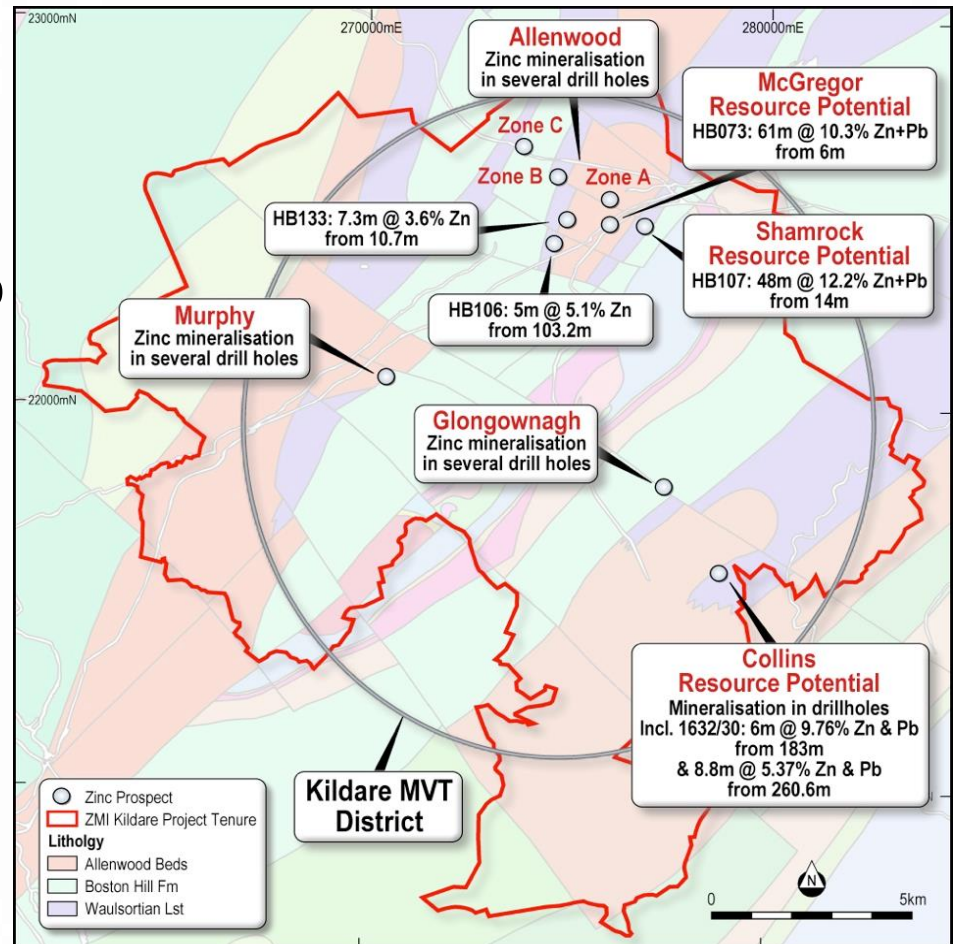 23000mN
270000mE
280000mE
Allenwood
Zinc mineralisation
in several drill holes
McGregor
Resource Potential
HB073: 61m @ 10.3% Zn+Pb
from 6m
Zone C
Zone B
Zone A
HB133: 7.3m @ 3.6% Zn
from 10.7m
Shamrock
Resource Potential
HB107: 48m @ 12.2% Zn+Pb
from 14m
HB106: 5m @ 5.1% Zn
from 103.2m
Murphy
Zinc mineralisation
in several drill holes
22000mN
Glongownagh
Zinc mineralisation
in several drill holes
Collins
Resource Potential
Mineralisation in drillholes
Incl. 1632/30: 6m @ 9.76% Zn & Pb
from 183m
& 8.8m @ 5.37% Zn & Pb
from 260.6m
Kildare MVT
District
Zinc Prospect
ZMI Kildare Project Tenure
Litholgy
Allenwood Beds
Boston Hill Fm
Waulsortian Lst
N
0
5km